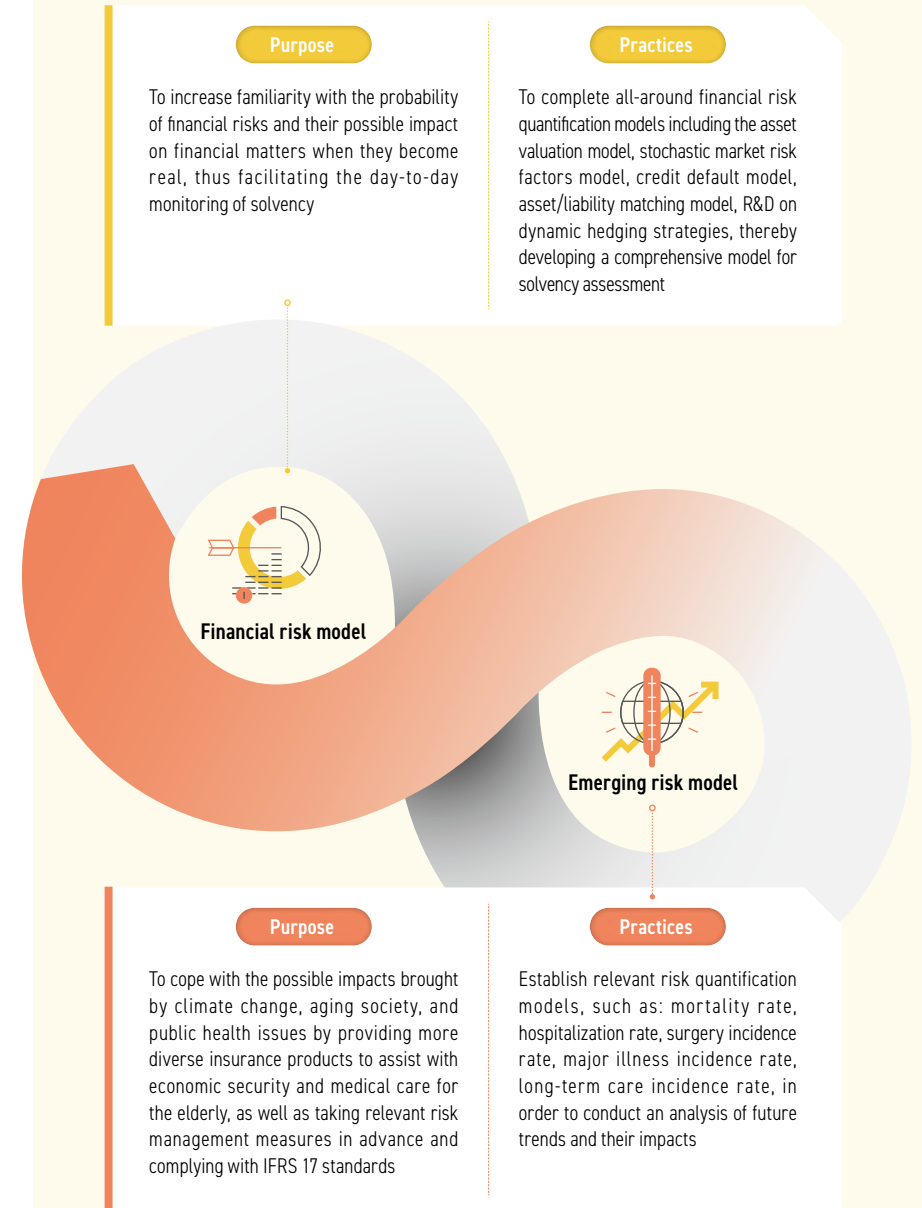 Purpose
To increase familiarity with the probability
of financial risks and their possible impact
on financial matters when they become
real, thus facilitating the day-to-day
monitoring of solvency
Practices
To complete all-around financial risk
quantification models including the asset
valuation model, stochastic market risk
factors model, credit default model,
asset/liability matching model, R&D on
dynamic hedging strategies, thereby
developing a comprehensive model for
solvency assessment
Financial risk model
Emerging risk model
Purpose
To cope with the possible impacts brought
by climate change, aging society, and
public health issues by providing more
diverse insurance products to assist with
economic security and medical care for
the elderly, as well as taking relevant risk
management measures in advance and
complying with IFRS 17 standards
Practices
Establish relevant risk quantification
models, such as: mortality rate,
hospitalization rate, surgery incidence
rate, major illness incidence rate,
long-term care incidence rate, in
order to conduct an analysis of future
trends and their impacts